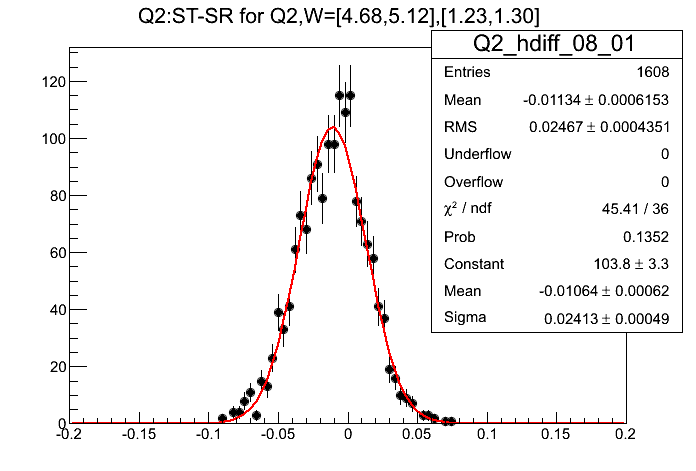 Q2:ST-SR for Q2,W=[4.68,5.12],[1.23,1.30]
Q2_hdiff_08_01
Entries 1608
Mean -0.01134 ± 0.0006153
RMS 0.02467 ± 0.0004351
Underflow 0
Overflow 0
χ² / ndf 45.41 / 36
Prob 0.1352
Constant 103.8 ± 3.3
Mean -0.01064 ± 0.00062
Sigma 0.02413 ± 0.00049
120
100
80
60
40
20
0
-0.2 -0.15 -0.1 -0.05 0 0.05 0.1 0.15 0.2